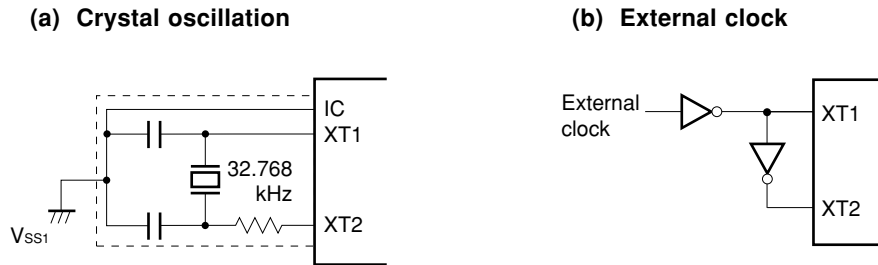 (a) Crystal oscillation
IC
XT1
32.768
kHz
XT2
VSS1
(b) External clock
External
clock
XT1
XT2